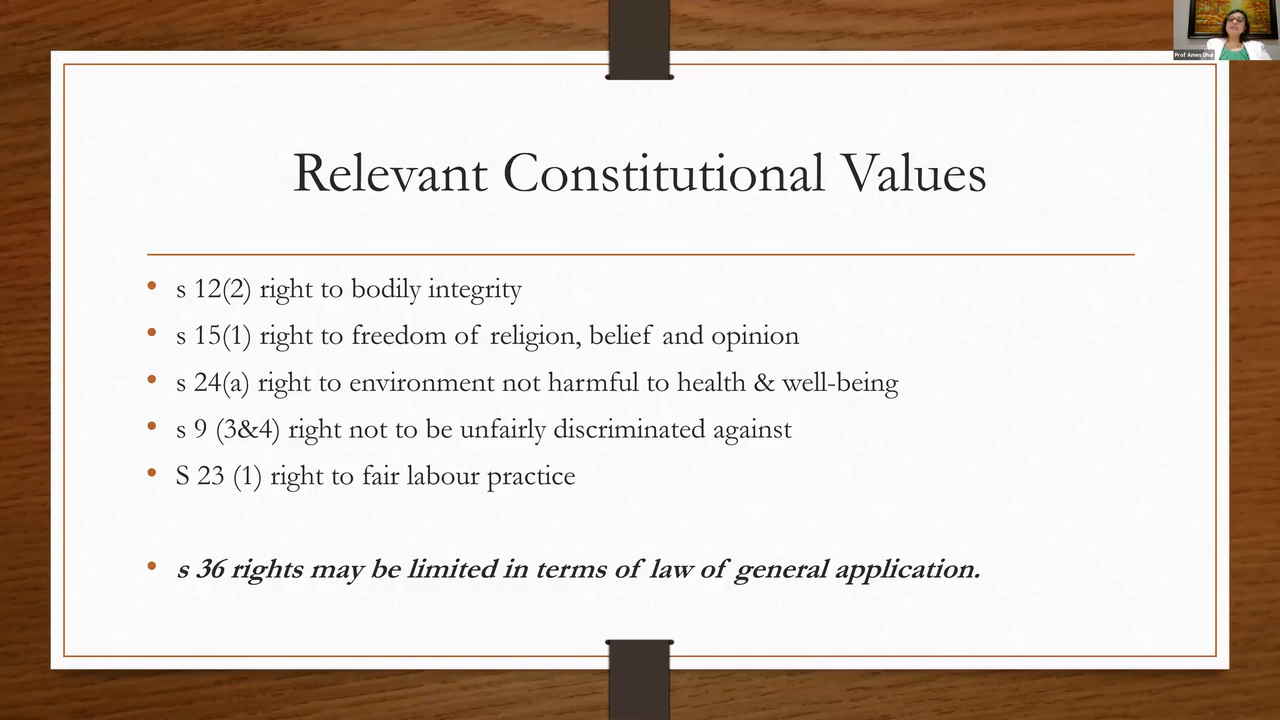 Prof Ames Dhai
Relevant Constitutional Values
• s 12(2) right to bodily integrity
• s 15(1) right to freedom of religion, belief and opinion
• s 24(a) right to environment not harmful to health & well-being
• s 9 (3&4) right not to be unfairly discriminated against
• S 23 (1) right to fair labour practice
• s 36 rights may be limited in terms of law of general application.